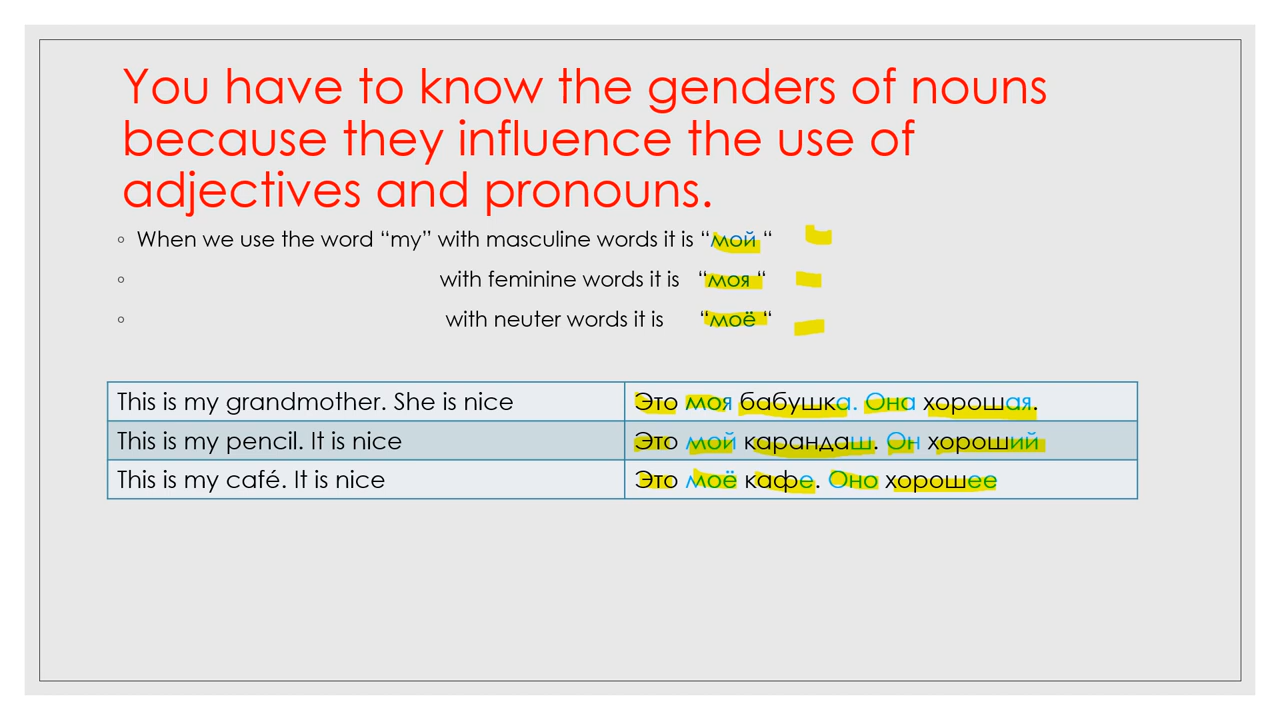 You have to know the genders of nouns
because they influence the use of
adjectives and pronouns.
◦ When we use the word “my” with masculine words it is “мой “
◦ with feminine words it is “моя “
◦ with neuter words it is “моё “
This is my grandmother. She is nice Это моя бабушка. Она хорошая.
This is my pencil. It is nice Это мой карандаш. Он хороший
This is my café. It is nice Это моё кафе. Оно хорошее